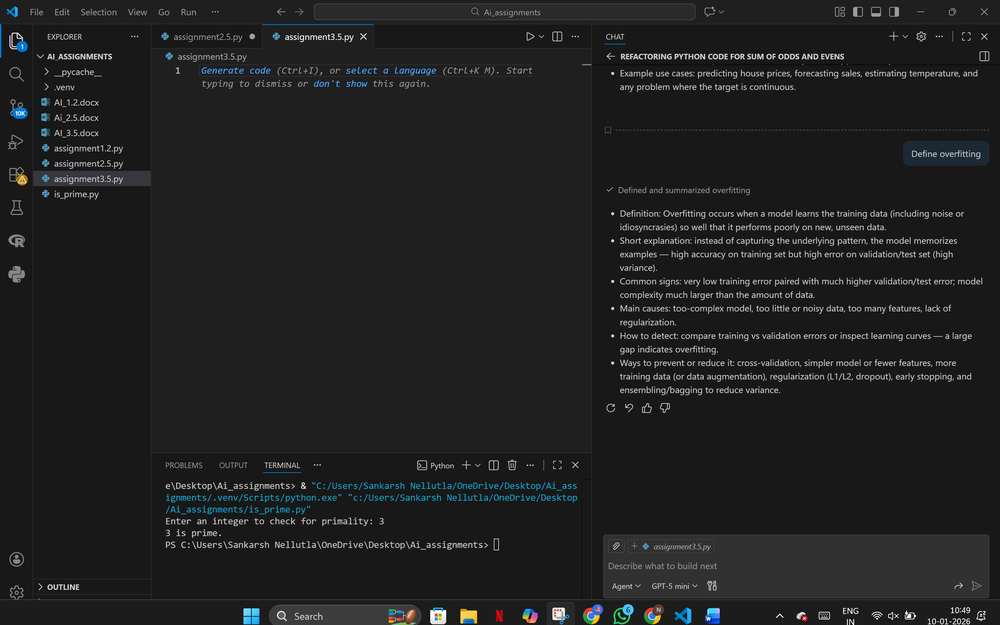 File Edit Selection View Go Run ···
Ai_assignments
EXPLORER
AI_ASSIGNMENTS
__pycache__
.venv
AI_1.2.docx
Ai_2.5.docx
AI_3.5.docx
assignment1.2.py
assignment2.5.py
assignment3.5.py
is_prime.py
OUTLINE
1
10K
assignment2.5.py
assignment3.5.py
assignment3.5.py
1
Generate code (Ctrl+I), or select a language (Ctrl+K M). Start
typing to dismiss or don't show this again.
PROBLEMS OUTPUT TERMINAL ···
Python
e\Desktop\Ai_assignments> & "C:/Users/Sankarsh Nellutla/OneDrive/Desktop/Ai_ass
ignments/.venv/Scripts/python.exe" "c:/Users/Sankarsh Nellutla/OneDrive/Desktop
/Ai_assignments/is_prime.py"
Enter an integer to check for primality: 3
3 is prime.
PS C:\Users\Sankarsh Nellutla\OneDrive\Desktop\Ai_assignments>
CHAT
REFACTORING PYTHON CODE FOR SUM OF ODDS AND EVENS
• Example use cases: predicting house prices, forecasting sales, estimating temperature, and
any problem where the target is continuous.
Define overfitting
Defined and summarized overfitting
• Definition: Overfitting occurs when a model learns the training data (including noise or
idiosyncrasies) so well that it performs poorly on new, unseen data.
• Short explanation: instead of capturing the underlying pattern, the model memorizes
examples — high accuracy on training set but high error on validation/test set (high
variance).
• Common signs: very low training error paired with much higher validation/test error; model
complexity much larger than the amount of data.
• Main causes: too-complex model, too little or noisy data, too many features, lack of
regularization.
• How to detect: compare training vs validation errors or inspect learning curves — a large
gap indicates overfitting.
• Ways to prevent or reduce it: cross-validation, simpler model or fewer features, more
training data (or data augmentation), regularization (L1/L2, dropout), early stopping, and
ensembling/bagging to reduce variance.
assignment3.5.py
Describe what to build next
Agent GPT-5 mini
Search
N
W
6
N
ENG
IN
10:49
10-01-2026